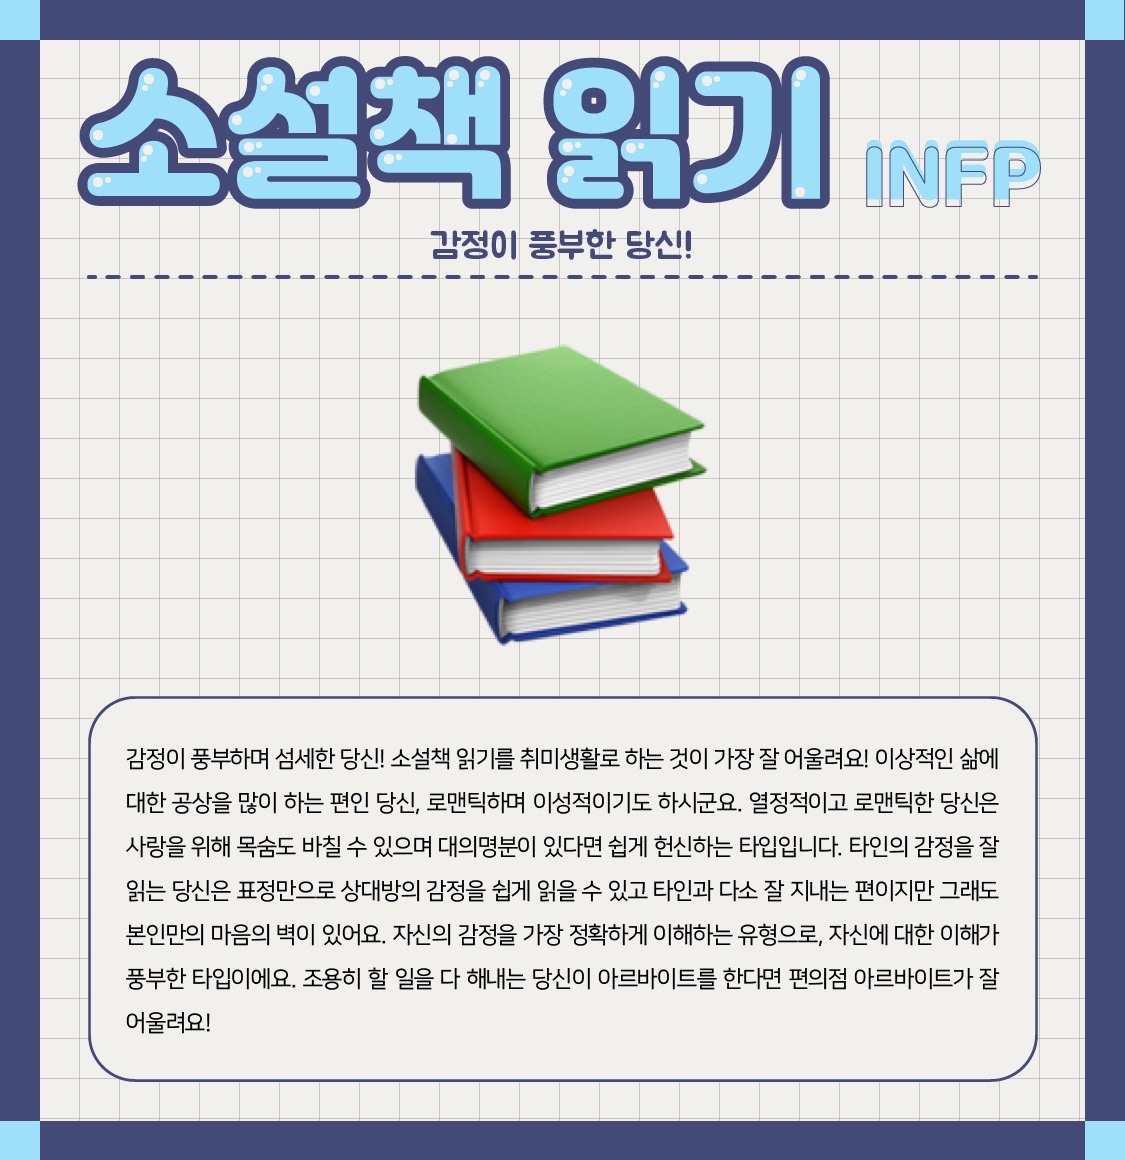 소설책 읽기 INFP
감정이 풍부한 당신!
감정이 풍부하며 섬세한 당신! 소설책 읽기를 취미생활로 하는 것이 가장 잘 어울려요! 이상적인 삶에
대한 공상을 많이 하는 편인 당신, 로맨틱하며 이성적이기도 하시군요. 열정적이고 로맨틱한 당신은
사랑을 위해 목숨도 바칠 수 있으며 대의명분이 있다면 쉽게 헌신하는 타입입니다. 타인의 감정을 잘
읽는 당신은 표정만으로 상대방의 감정을 쉽게 읽을 수 있고 타인과 다소 잘 지내는 편이지만 그래도
본인만의 마음의 벽이 있어요. 자신의 감정을 가장 정확하게 이해하는 유형으로, 자신에 대한 이해가
풍부한 타입이에요. 조용히 할 일을 다 해내는 당신이 아르바이트를 한다면 편의점 아르바이트가 잘
어울려요!